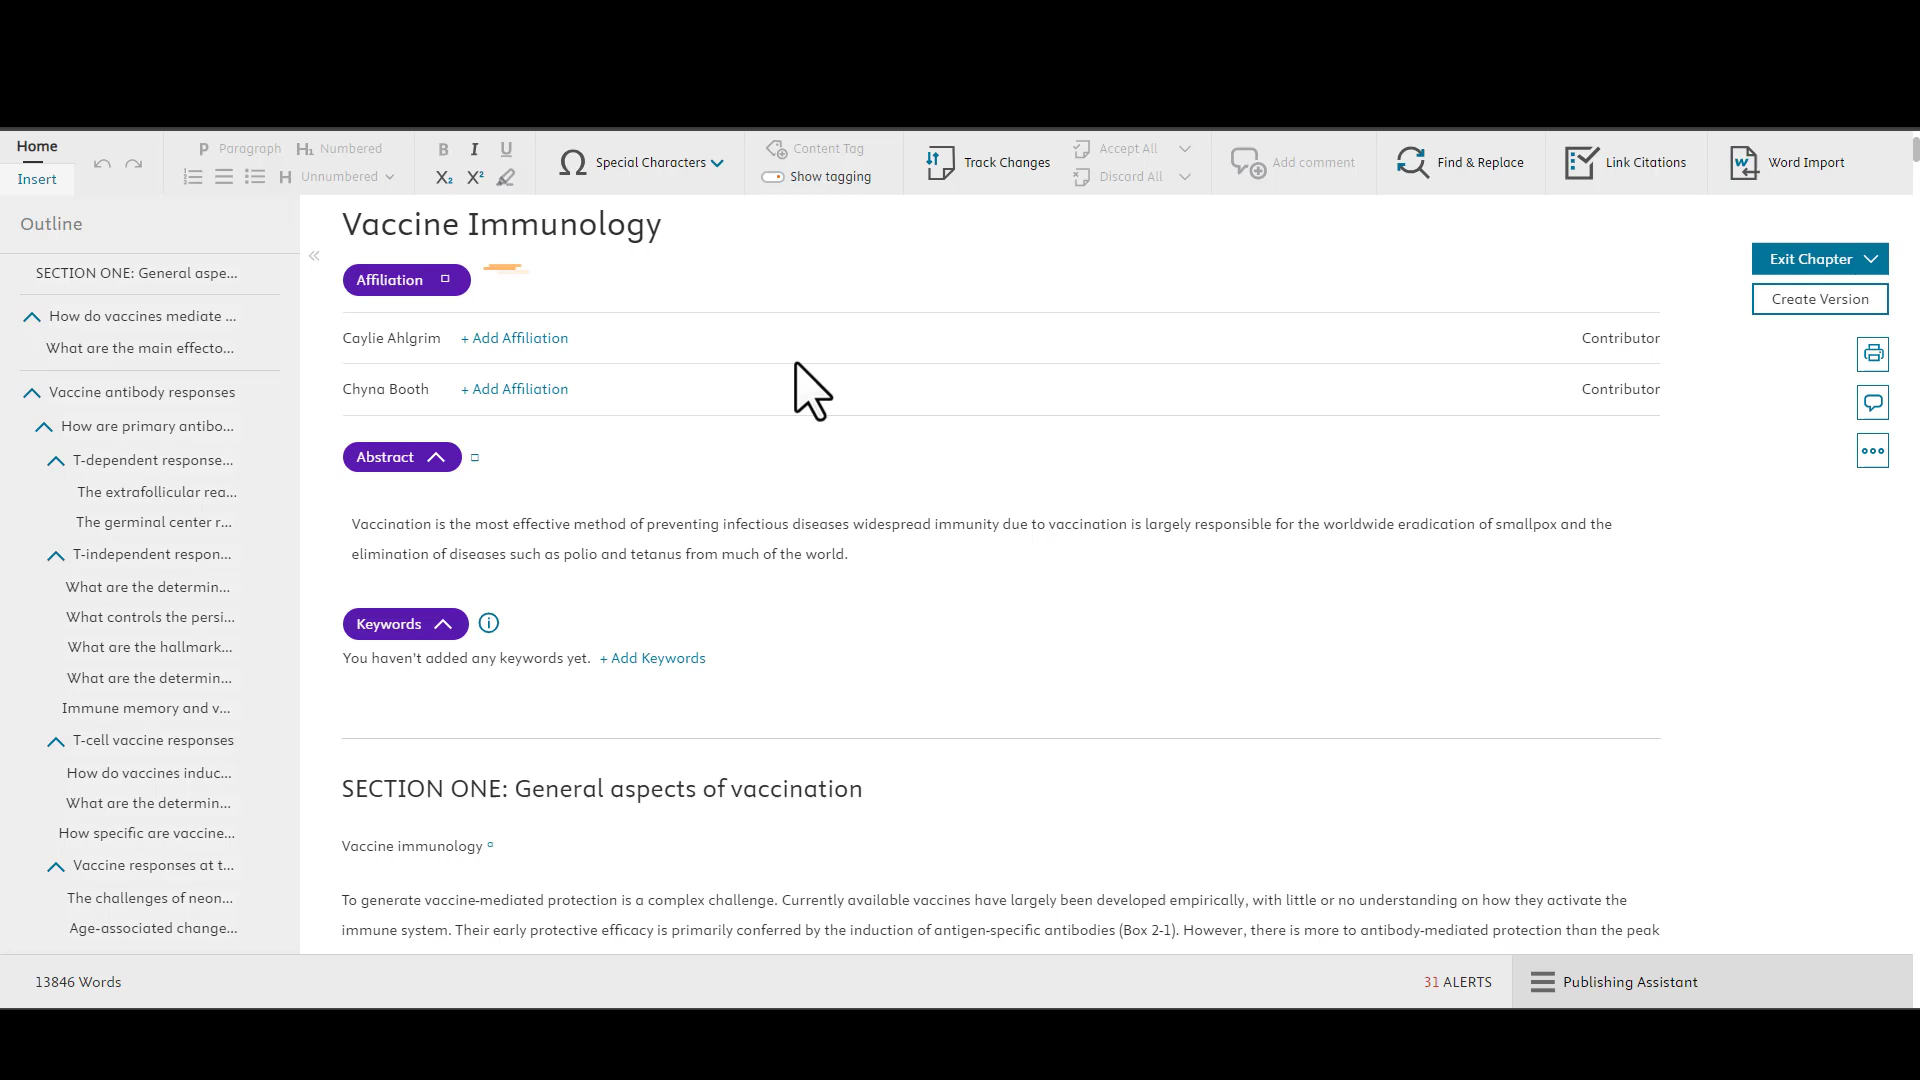 Home
Insert
P Paragraph H₁ Numbered
H Unnumbered
B I U
X₂ X²
Ω Special Characters
Content Tag
Show tagging
Track Changes
Accept All
Discard All
Add comment
Find & Replace
Link Citations
W Word Import
Outline
SECTION ONE: General aspe...
How do vaccines mediate ...
What are the main effecto...
Vaccine antibody responses
How are primary antibo...
T-dependent response...
The extrafollicular rea...
The germinal center r...
T-independent respon...
What are the determin...
What controls the persi...
What are the hallmark...
What are the determin...
Immune memory and v...
T-cell vaccine responses
How do vaccines induc...
What are the determin...
How specific are vaccine...
Vaccine responses at t...
The challenges of neon...
Age-associated change...
Vaccine Immunology
Affiliation
Caylie Ahlgrim + Add Affiliation Contributor
Chyna Booth + Add Affiliation Contributor
Abstract
Vaccination is the most effective method of preventing infectious diseases widespread immunity due to vaccination is largely responsible for the worldwide eradication of smallpox and the
elimination of diseases such as polio and tetanus from much of the world.
Keywords
You haven't added any keywords yet. + Add Keywords
SECTION ONE: General aspects of vaccination
Vaccine immunology
To generate vaccine-mediated protection is a complex challenge. Currently available vaccines have largely been developed empirically, with little or no understanding on how they activate the
immune system. Their early protective efficacy is primarily conferred by the induction of antigen-specific antibodies (Box 2-1). However, there is more to antibody-mediated protection than the peak
Exit Chapter
Create Version
13846 Words
31 ALERTS
Publishing Assistant